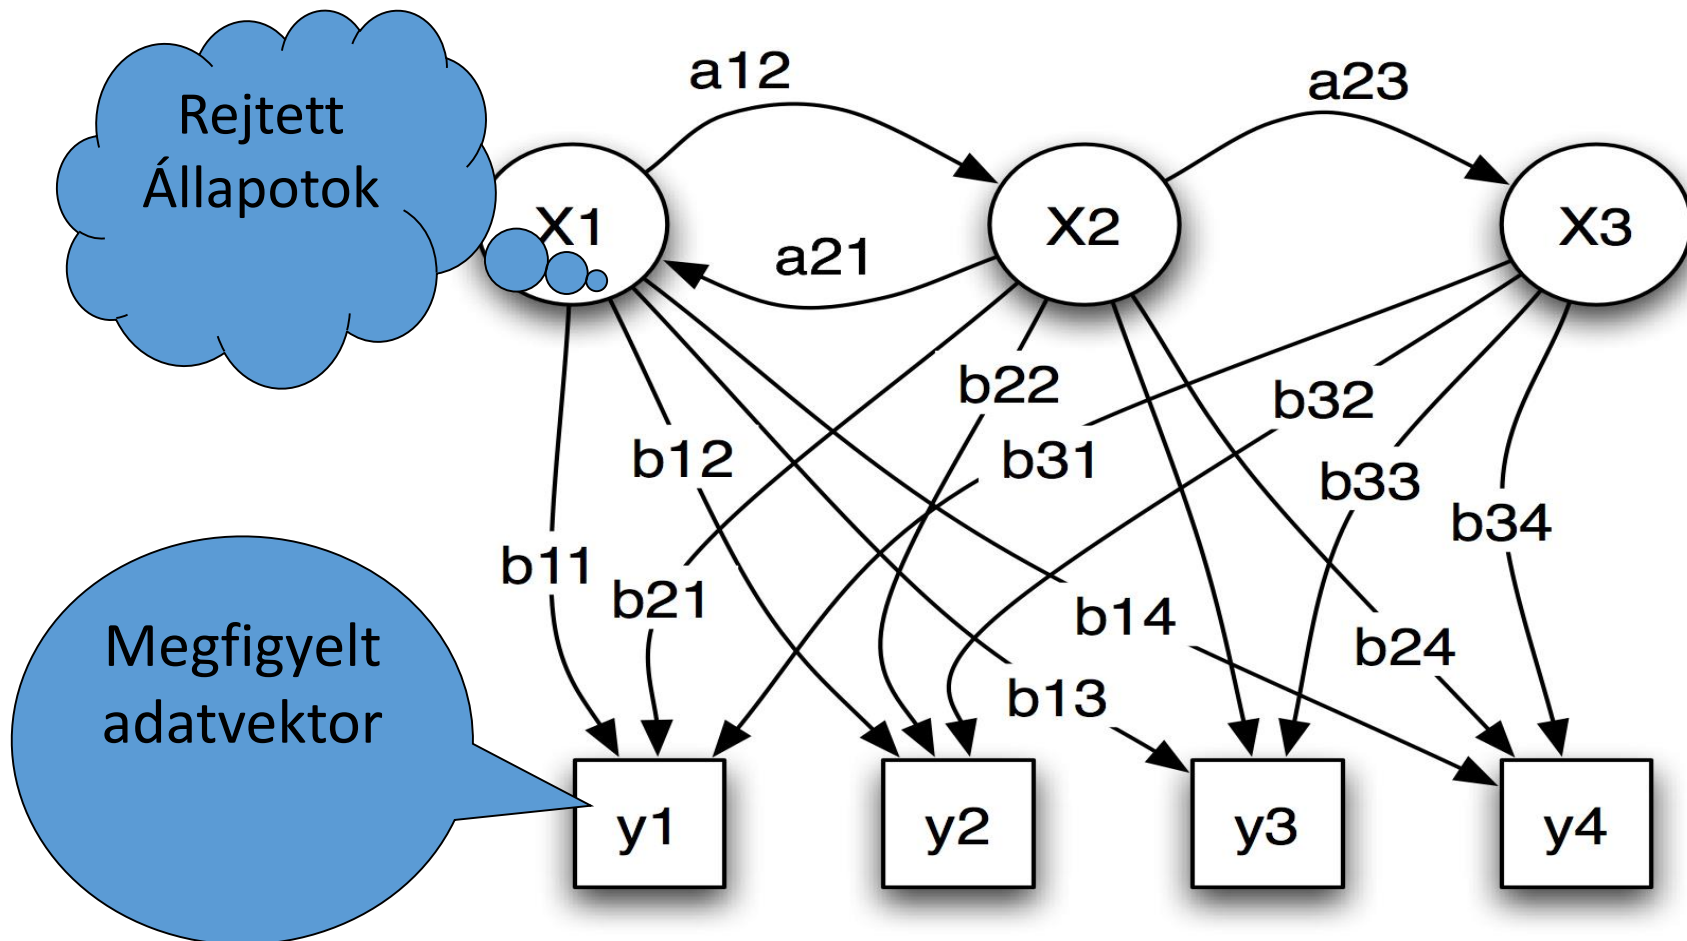 Rejtett
Állapotok
a12
a23
X1
X2
X3
a21
b22
b32
b12
b31
b33
b34
b11
b21
b14
b24
b13
Megfigyelt
adatvektor
y1
y2
y3
y4